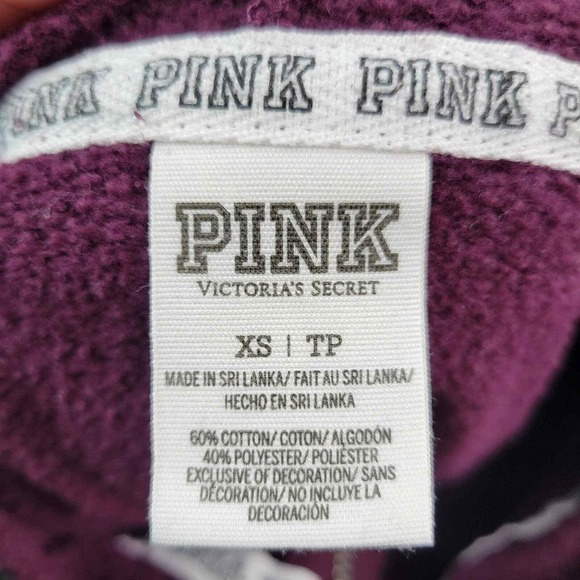 PINK PINK PINK P
PINK
VICTORIA'S SECRET
XS | TP
MADE IN SRI LANKA/ FAIT AU SRI LANKA/
HECHO EN SRI LANKA
60% COTTON/ COTON/ ALGODÓN
40% POLYESTER/ POLIÉSTER
EXCLUSIVE OF DECORATION/ SANS
DÉCORATION/ NO INCLUYE LA
DECORACIÓN